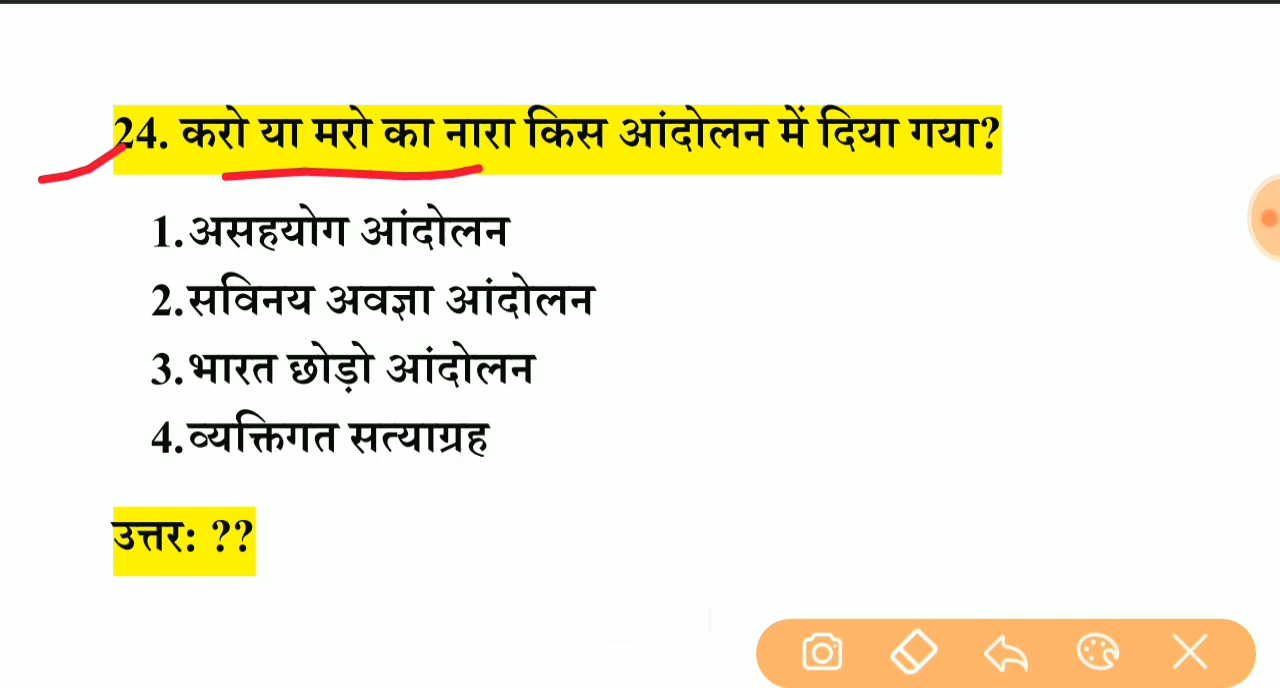 24. करो या मरो का नारा किस आंदोलन में दिया गया?
1.असहयोग आंदोलन
2.सविनय अवज्ञा आंदोलन
3.भारत छोड़ो आंदोलन
4.व्यक्तिगत सत्याग्रह
उत्तर: ??